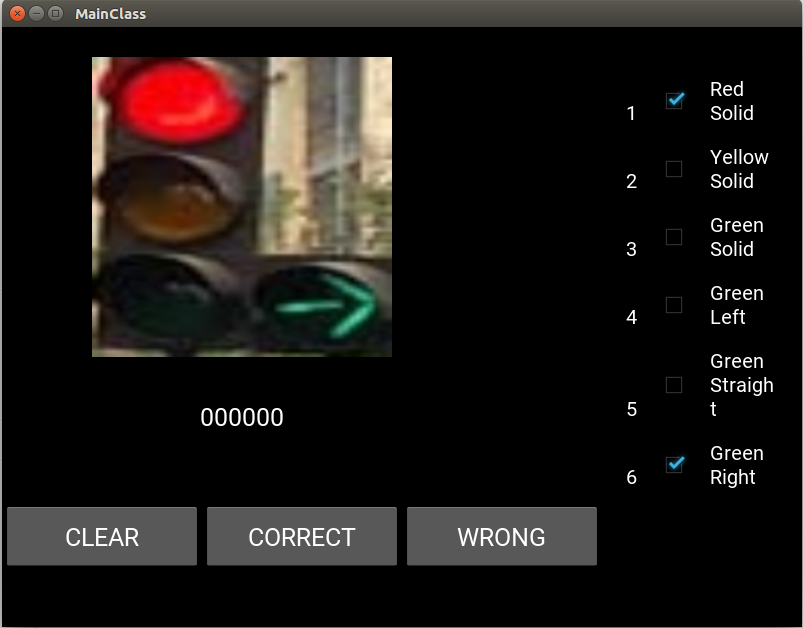 MainClass
1
Red
Solid
2
Yellow
Solid
3
Green
Solid
4
Green
Left
5
Green
Straigh
t
6
Green
Right
000000
CLEAR
CORRECT
WRONG